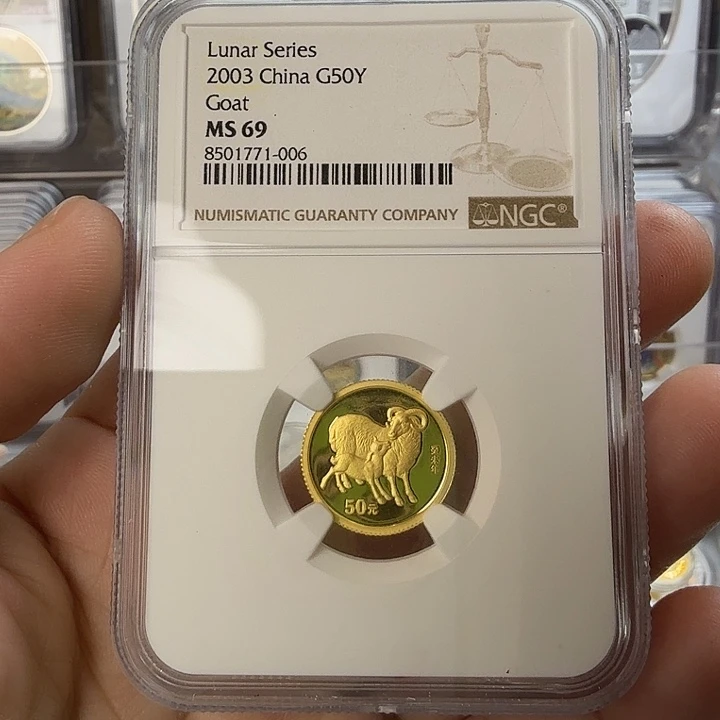 Lunar Series
2003 China G50Y
Goat
MS 69
8501771-006
NUMISMATIC GUARANTY COMPANY NGC®
50元